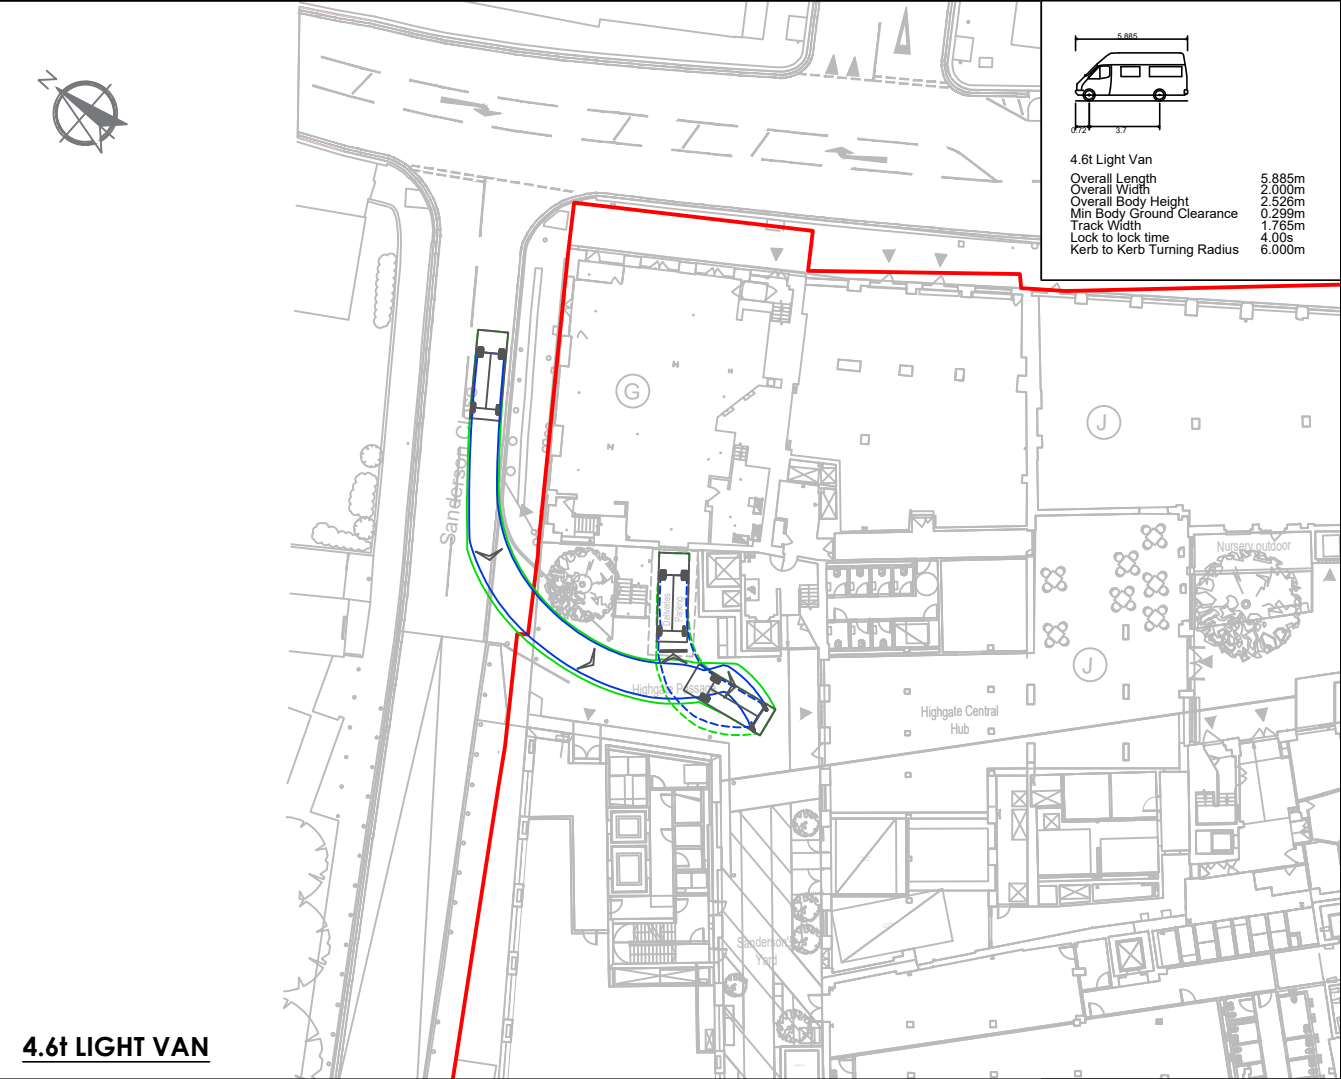 N
5.885
0.72
3.7
4.6t Light Van
Overall Length 5.885m
Overall Width 2.000m
Overall Body Height 2.526m
Min Body Ground Clearance 0.299m
Track Width 1.765m
Lock to lock time 4.00s
Kerb to Kerb Turning Radius 6.000m
G
J
Sanderson Close
Nursery outdoor
Deliveries
Parking
J
Highgate Passage
Highgate Central
Hub
Sanderson's
Yard
4.6t LIGHT VAN